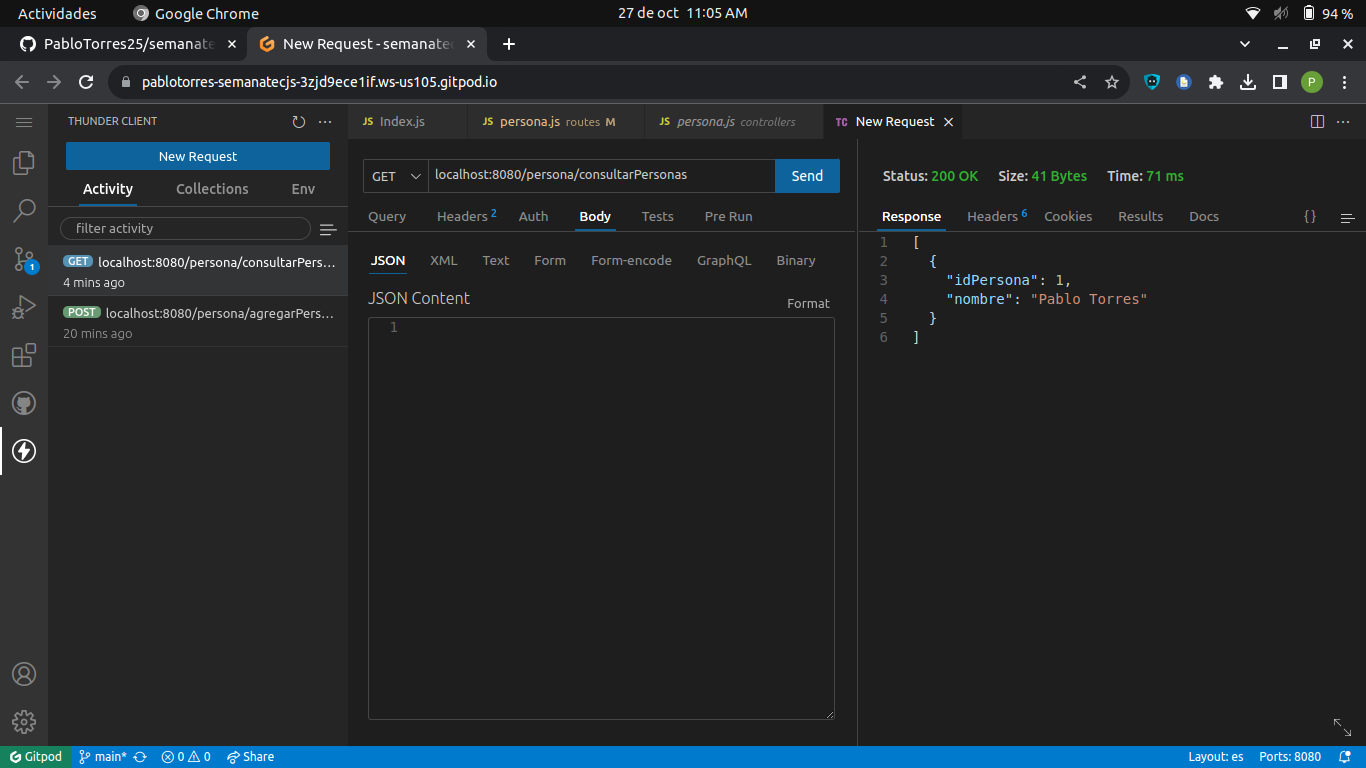 Actividades Google Chrome 27 de oct 11:05 AM 94 %
PabloTorres25/semanate New Request - semanatec
pablotorres-semanatecjs-3zjd9ece1if.ws-us105.gitpod.io P
THUNDER CLIENT
New Request
Activity Collections Env
filter activity
GET localhost:8080/persona/consultarPers...
4 mins ago
POST localhost:8080/persona/agregarPers...
20 mins ago
1
JS Index.js JS persona.js routes M JS persona.js controllers TC New Request
GET localhost:8080/persona/consultarPersonas Send
Query Headers 2 Auth Body Tests Pre Run
JSON XML Text Form Form-encode GraphQL Binary
JSON Content Format
1
Status: 200 OK Size: 41 Bytes Time: 71 ms
Response Headers 6 Cookies Results Docs {}
1 [
2 {
3 "idPersona": 1,
4 "nombre": "Pablo Torres"
5 }
6 ]
Gitpod main* 0 0 Share Layout: es Ports: 8080